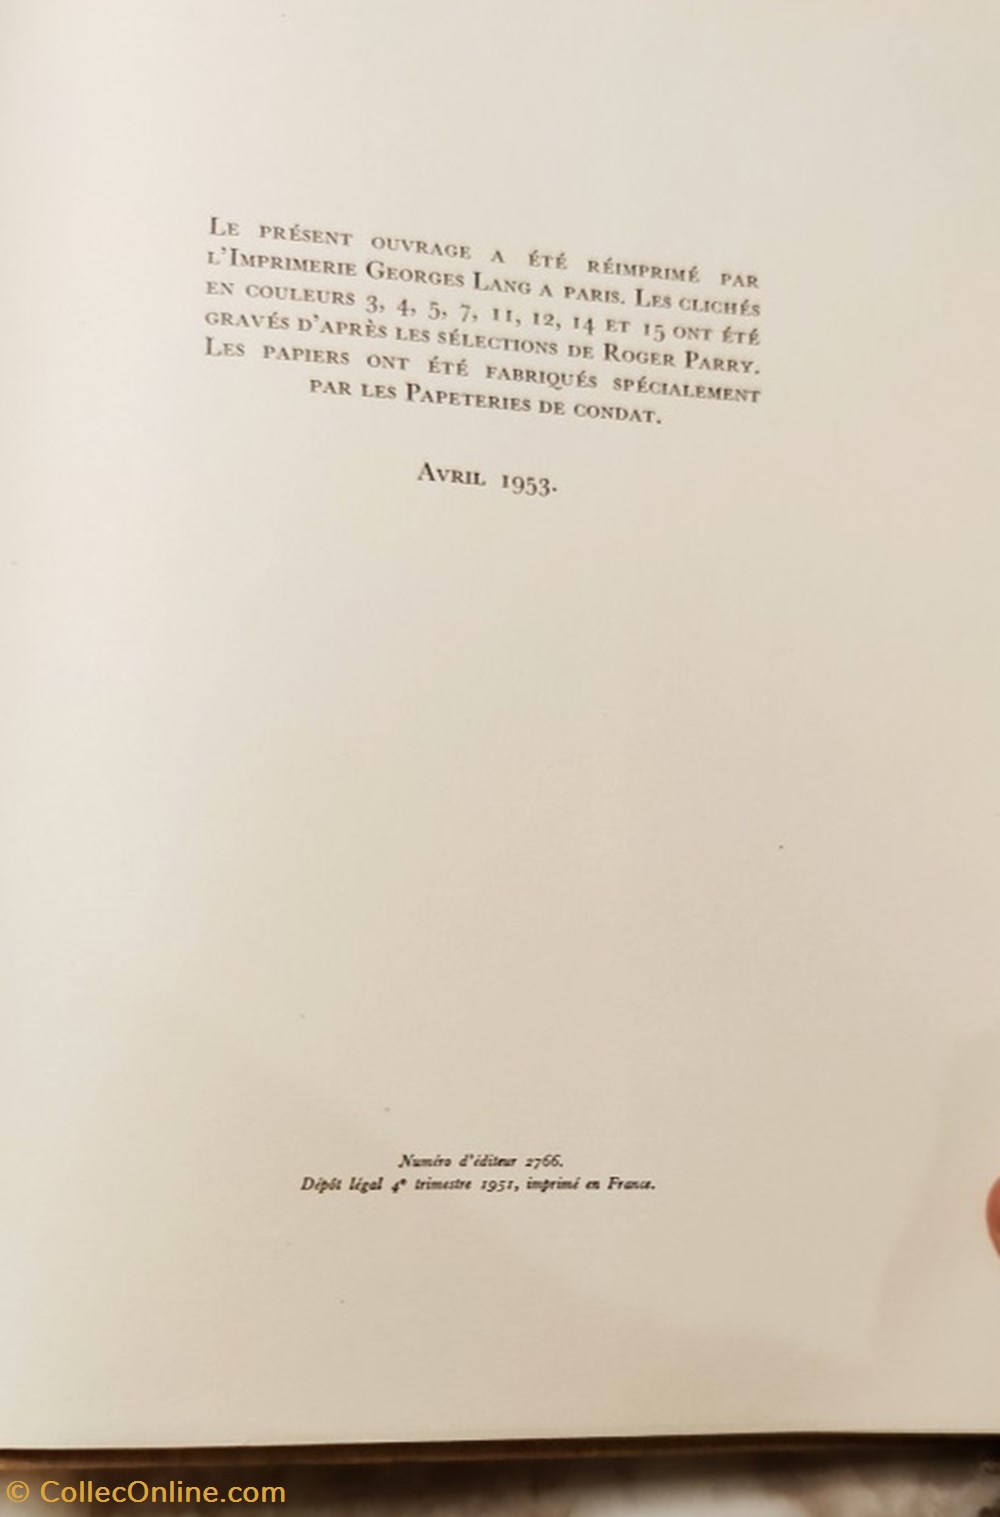 Le présent ouvrage a été réimprimé par
l'Imprimerie Georges Lang a paris. Les clichés
en couleurs 3, 4, 5, 7, 11, 12, 14 et 15 ont été
gravés d'après les sélections de Roger Parry.
Les papiers ont été fabriqués spécialement
par les Papeteries de condat.
Avril 1953.
Numéro d'éditeur 2766.
Dépôt légal 4e trimestre 1951, imprimé en France.
© CollecOnline.com